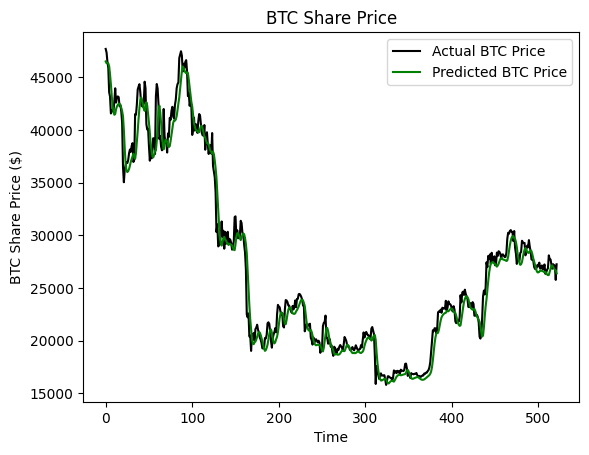 BTC Share Price
Actual BTC Price
Predicted BTC Price
BTC Share Price ($)
45000
40000
35000
30000
25000
20000
15000
0 100 200 300 400 500
Time